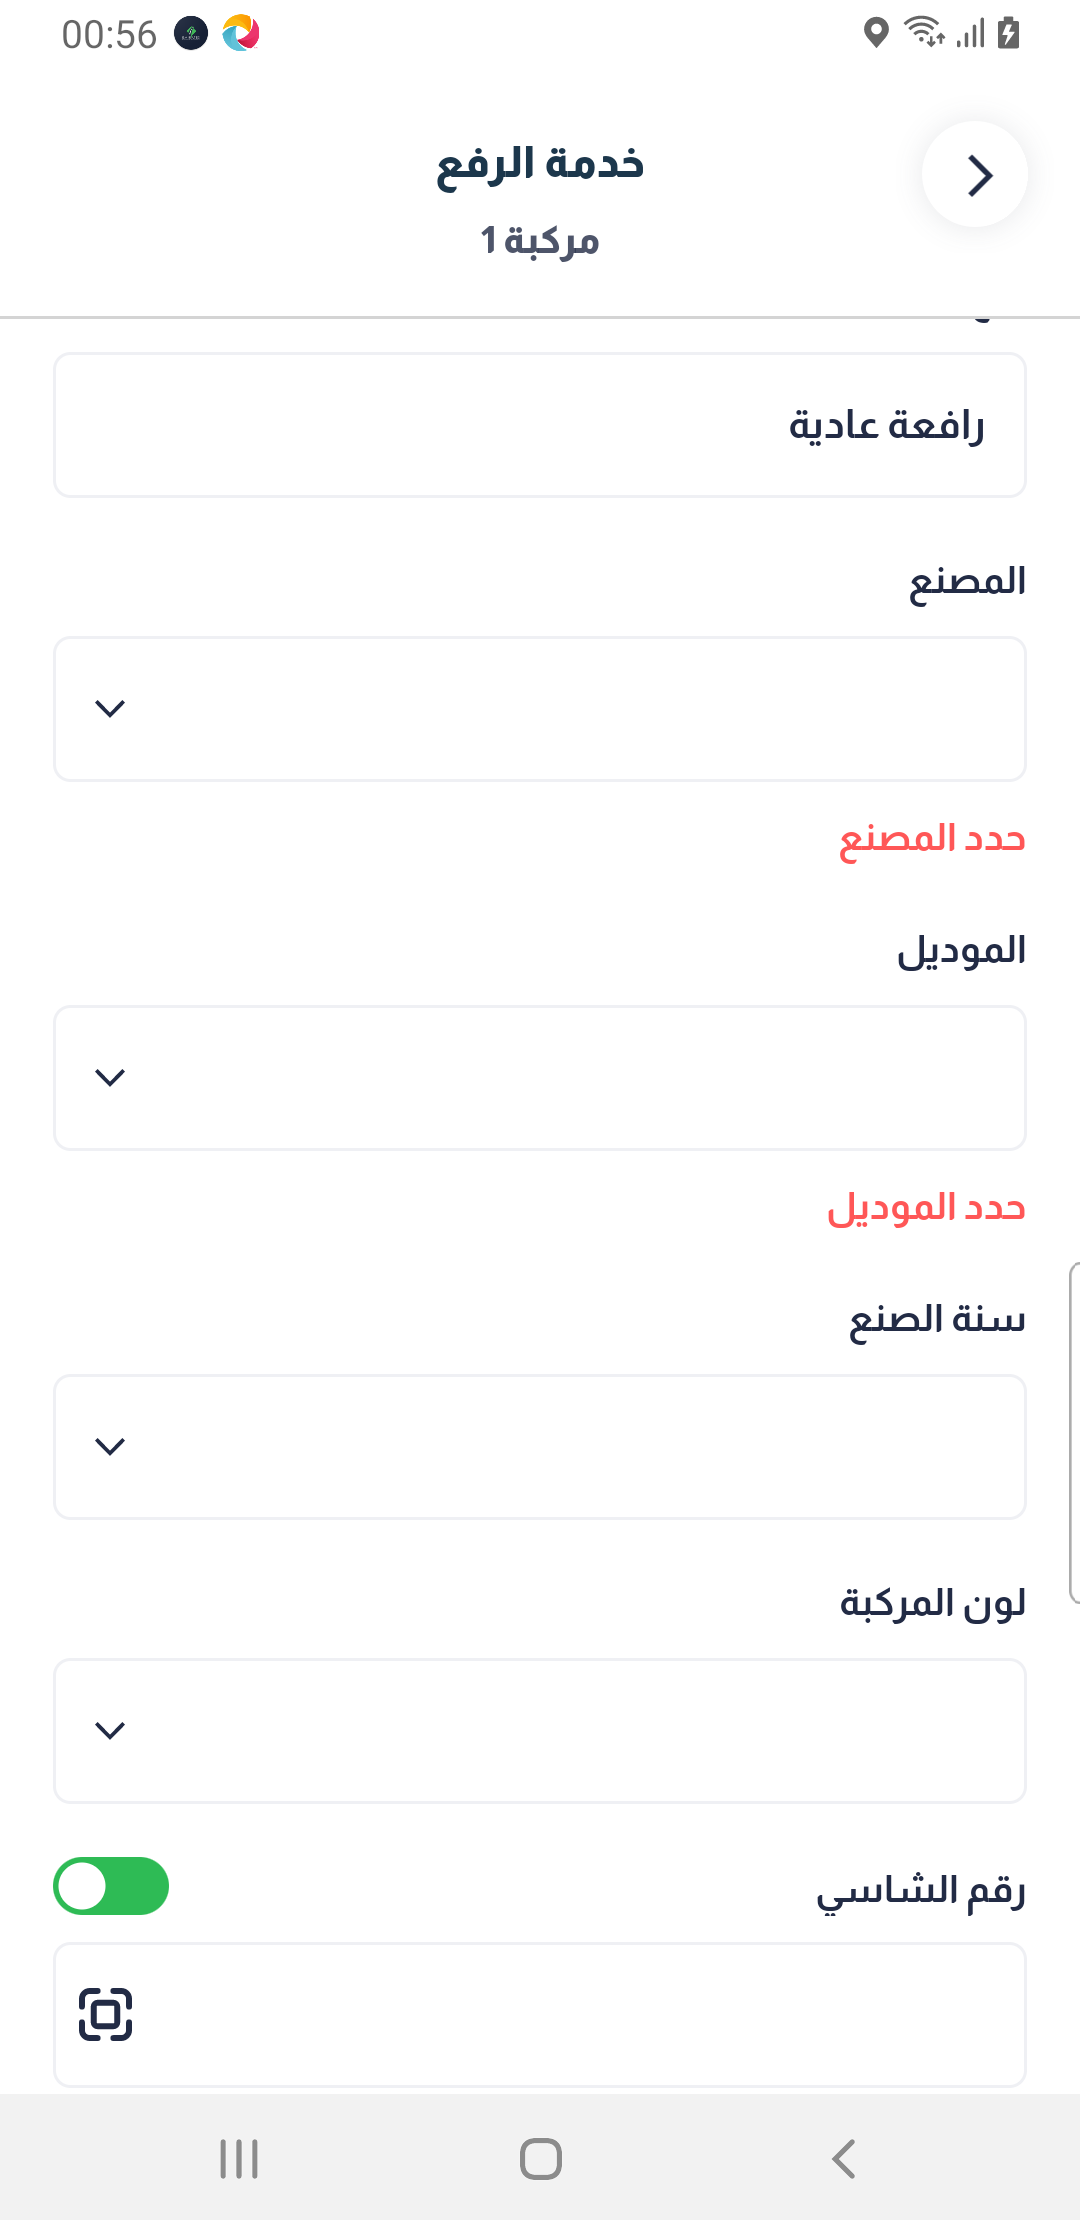 00:56
خدمة الرفع
مركبة 1
رافعة عادية
المصنع
حدد المصنع
الموديل
حدد الموديل
سنة الصنع
لون المركبة
رقم الشاسي